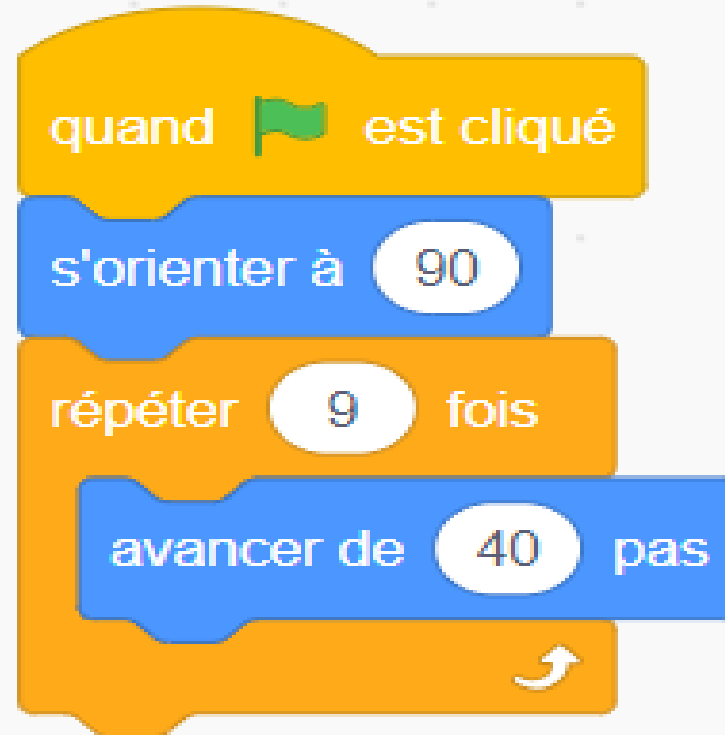 quand est cliqué
s'orienter à 90
répéter 9 fois
avancer de 40 pas